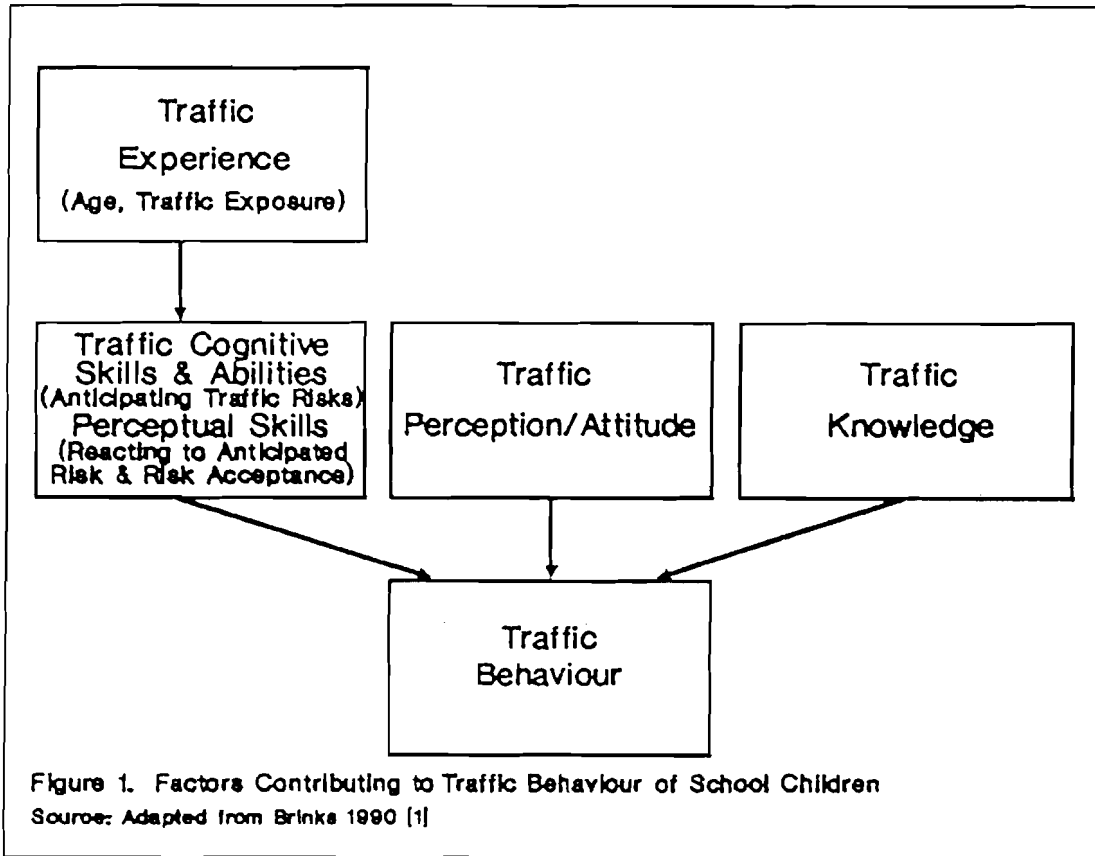 Traffic
Experience
(Age, Traffic Exposure)
Traffic Cognitive
Skills & Abilities
(Anticipating Traffic Risks)
Perceptual Skills
(Reacting to Anticipated
Risk & Risk Acceptance)
Traffic
Perception/Attitude
Traffic
Knowledge
Traffic
Behaviour
Figure 1. Factors Contributing to Traffic Behaviour of School Children
Source: Adapted from Brinks 1990 [1]